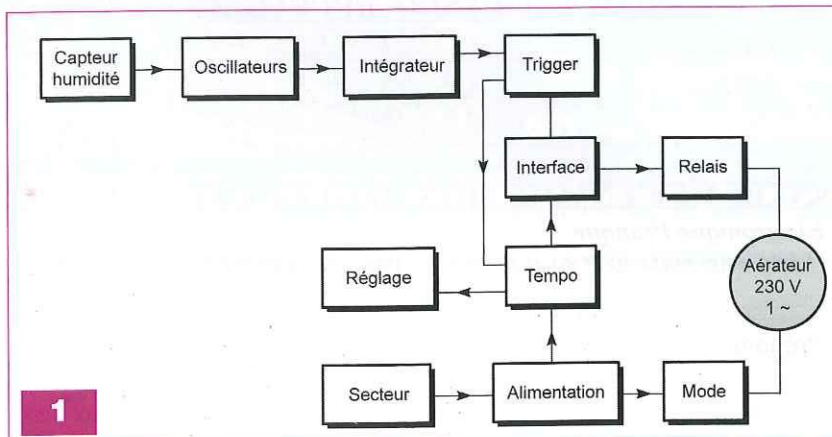 Capteur
humidité
Oscillateurs
Intégrateur
Trigger
Interface
Relais
Réglage
Tempo
Aérateur
230 V
1 ~
Secteur
Alimentation
Mode
1